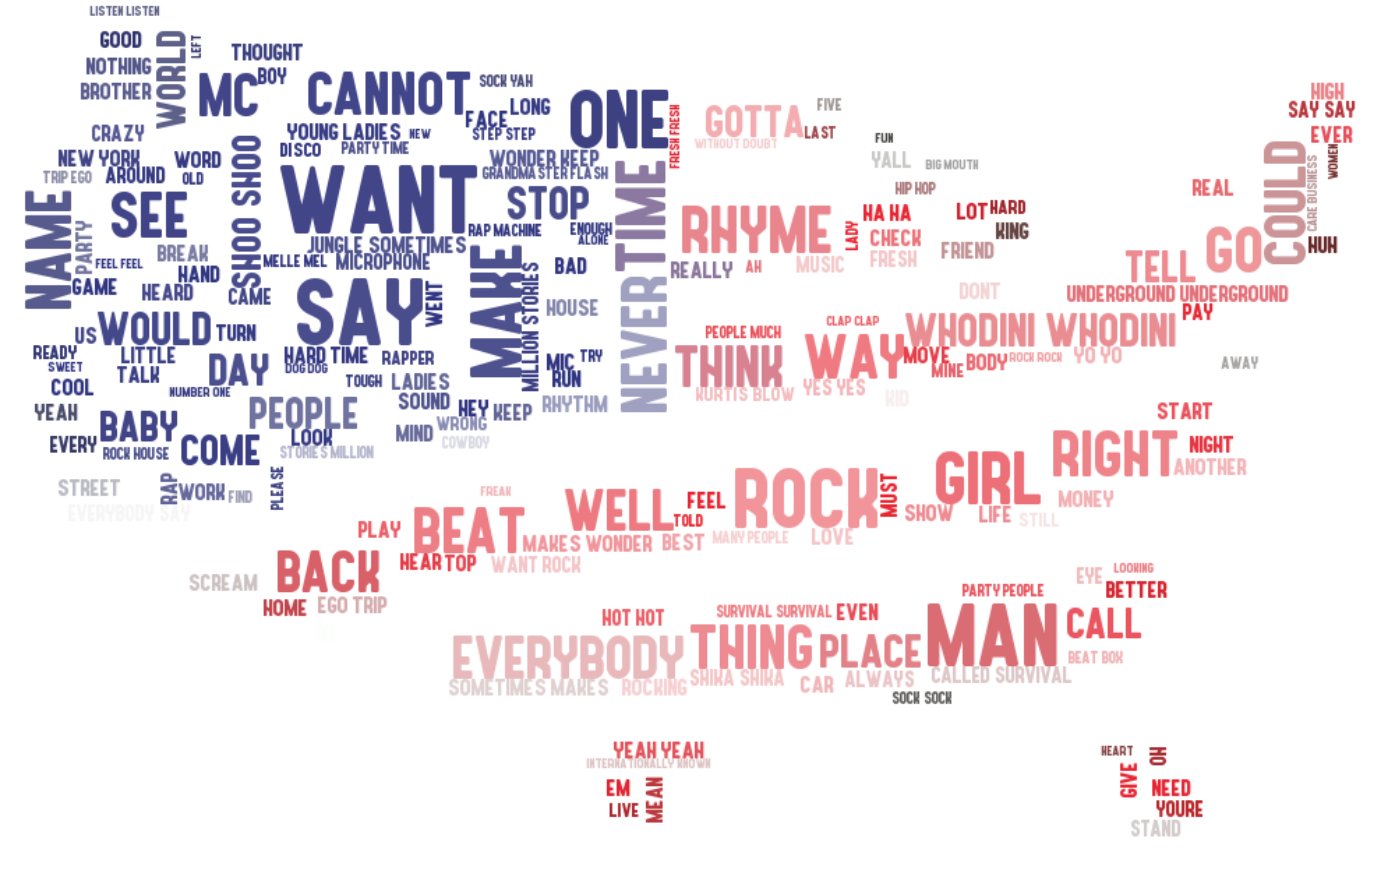 LISTEN LISTEN
GOOD
WORLD
LEFT
NOTHING
BROTHER
THOUGHT
BOY
MC
CANNOT
SOCK YAH
LONG
FACE
ONE
FRESH FRESH
GOTTA
FIVE
LAST
WITHOUT DOUBT
HIGH
SAY SAY
EVER
WOMEN
CRAZY
YOUNG LADIES
NEW
STEP STEP
DISCO
PARTY TIME
SHOO SHOO
NEW YORK
WORD
WONDER KEEP
GRANDMASTER FLASH
FUN
YALL
BIG MOUTH
COULD
CARE BUSINESS
TRIP EGO
AROUND
OLD
WANT
STOP
TIME
HIP HOP
REAL
NAME
SEE
RHYME
LADY
HA HA
LOT
HARD
KING
PARTY
RAP MACHINE
ENOUGH
ALONE
CHECK
GO
HUH
BREAK
JUNGLE SOMETIMES
MAKE
FRESH
FRIEND
FEEL FEEL
HAND
MELLE MEL
MICROPHONE
BAD
REALLY
AH
MUSIC
TELL
GAME
HEARD
CAME
SAY
WENT
MILLION STORIES
HOUSE
NEVER
DONT
UNDERGROUND UNDERGROUND
PAY
US
WOULD
TURN
PEOPLE MUCH
CLAP CLAP
WHODINI WHODINI
READY
SWEET
LITTLE
TALK
DAY
HARD TIME
DOG DOG
RAPPER
MIC
TRY
RUN
THINK
WAY
MOVE
MINE
BODY
ROCK ROCK
YO YO
AWAY
COOL
NUMBER ONE
TOUGH
LADIES
KURTIS BLOW
YES YES
KID
YEAH
PEOPLE
SOUND
HEY
KEEP
RHYTHM
START
BABY
EVERY
ROCK HOUSE
COME
LOOK
STORIES MILLION
MIND
WRONG
COWBOY
RIGHT
NIGHT
ANOTHER
STREET
RAP
WORK
FIND
PLEASE
EVERYBODY SAY
FREAK
WELL
FEEL
TOLD
ROCK
MUST
GIRL
MONEY
SHOW
LIFE
STILL
PLAY
BEAT
MAKES WONDER
BEST
MANY PEOPLE
LOVE
BACK
HEAR
TOP
WANT ROCK
SCREAM
HOME
EGO TRIP
EYE
LOOKING
BETTER
PARTY PEOPLE
HOT HOT
SURVIVAL SURVIVAL
EVEN
MAN
CALL
EVERYBODY
THING
PLACE
BEAT BOX
SOMETIMES MAKES
ROCKING
SHIKA SHIKA
CAR
ALWAYS
CALLED SURVIVAL
SOCK SOCK
YEAH YEAH
INTERNATIONALLY KNOWN
EM
LIVE
MEAN
HEART
OH
GIVE
NEED
YOURE
STAND